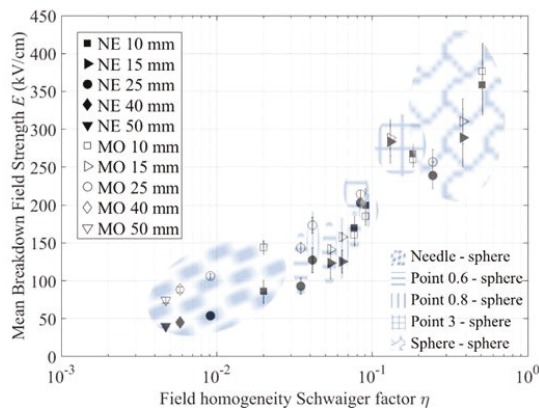 Mean Breakdown Field Strength E (kV/cm)
450
400
350
300
250
200
150
100
50
0
NE 10 mm
NE 15 mm
NE 25 mm
NE 40 mm
NE 50 mm
MO 10 mm
MO 15 mm
MO 25 mm
MO 40 mm
MO 50 mm
Needle - sphere
Point 0.6 - sphere
Point 0.8 - sphere
Point 3 - sphere
Sphere - sphere
10⁻³ 10⁻² 10⁻¹ 10⁰
Field homogeneity Schwaiger factor η